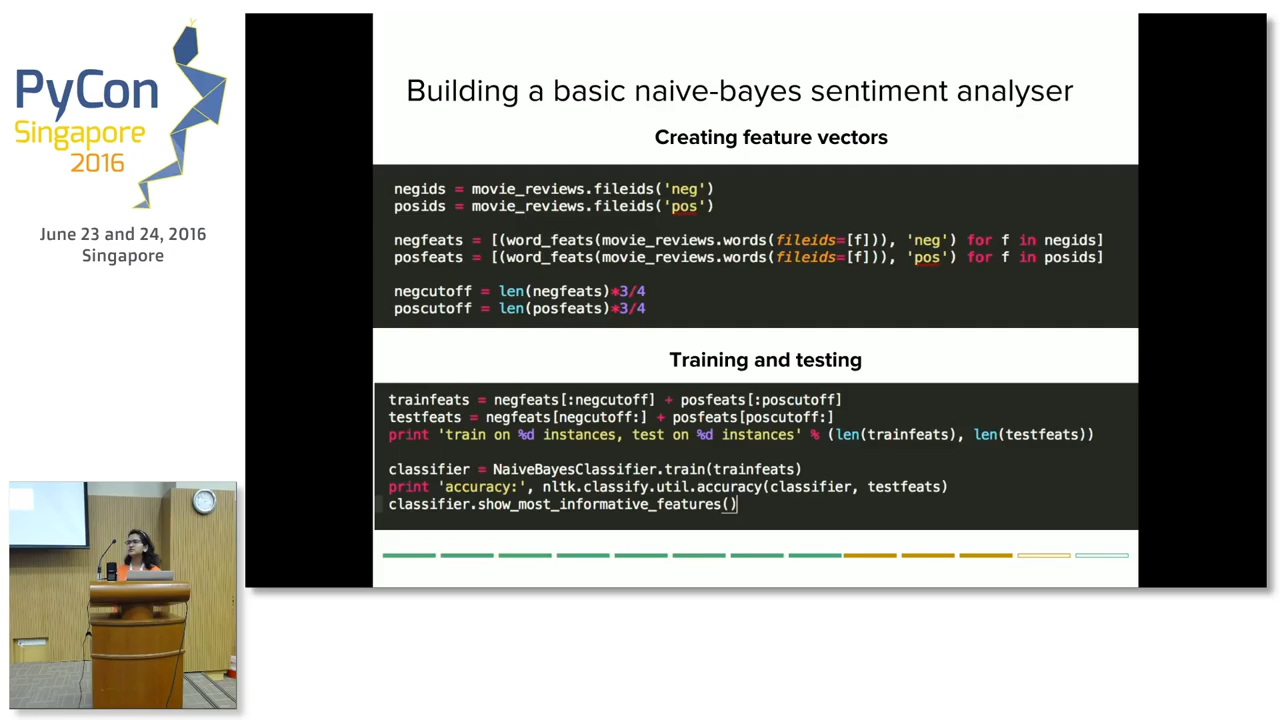 PyCon
Singapore
2016
June 23 and 24, 2016
Singapore
Building a basic naive-bayes sentiment analyser
Creating feature vectors
negids = movie_reviews.fileids('neg')
posids = movie_reviews.fileids('pos')
negfeats = [(word_feats(movie_reviews.words(fileids=[f])), 'neg') for f in negids]
posfeats = [(word_feats(movie_reviews.words(fileids=[f])), 'pos') for f in posids]
negcutoff = len(negfeats)*3/4
poscutoff = len(posfeats)*3/4
Training and testing
trainfeats = negfeats[:negcutoff] + posfeats[:poscutoff]
testfeats = negfeats[negcutoff:] + posfeats[poscutoff:]
print 'train on %d instances, test on %d instances' % (len(trainfeats), len(testfeats))
classifier = NaiveBayesClassifier.train(trainfeats)
print 'accuracy:', nltk.classify.util.accuracy(classifier, testfeats)
classifier.show_most_informative_features()